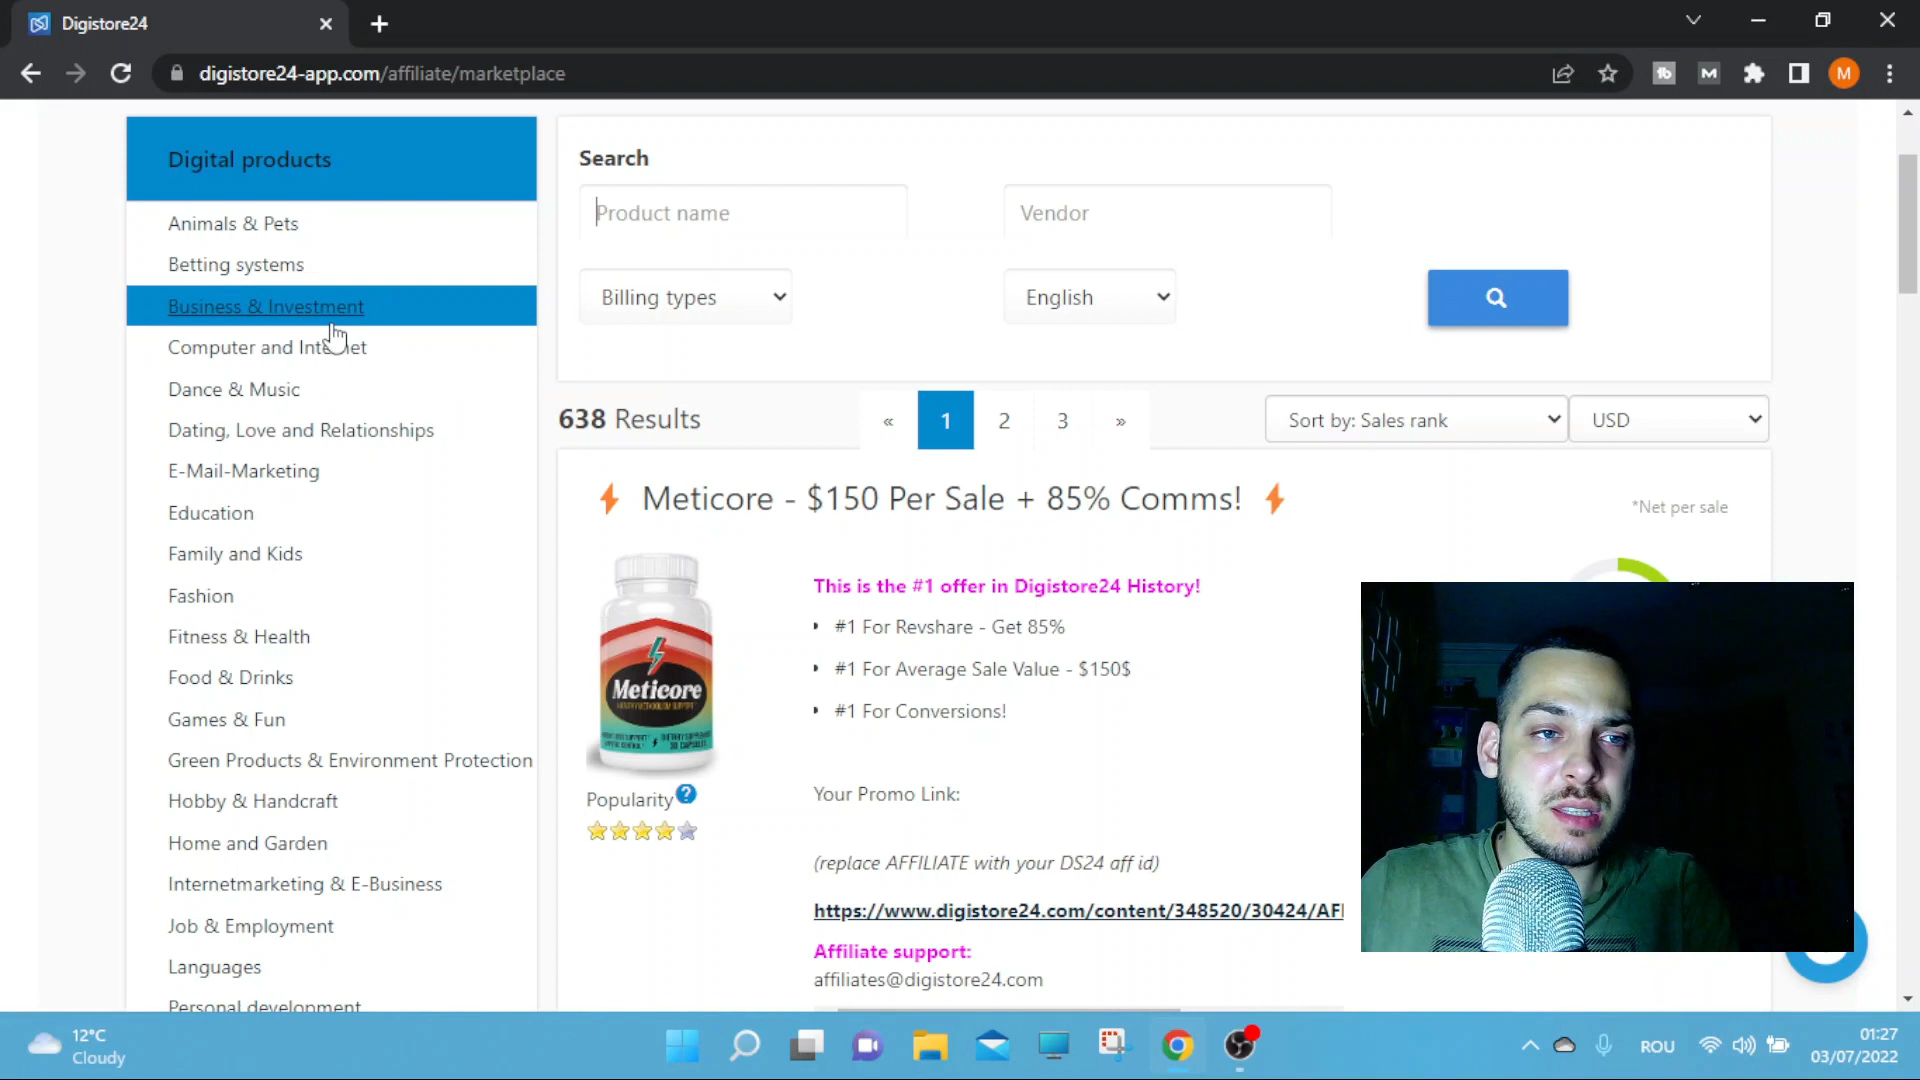 Digistore24
digistore24-app.com/affiliate/marketplace
M
Digital products
Animals & Pets
Betting systems
Business & Investment
Computer and Internet
Dance & Music
Dating, Love and Relationships
E-Mail-Marketing
Education
Family and Kids
Fashion
Fitness & Health
Food & Drinks
Games & Fun
Green Products & Environment Protection
Hobby & Handcraft
Home and Garden
Internetmarketing & E-Business
Job & Employment
Languages
Personal development
Search
Product name
Vendor
Billing types
English
638 Results
« 1 2 3 »
Sort by: Sales rank
USD
Meticore - $150 Per Sale + 85% Comms!
*Net per sale
Meticore
This is the #1 offer in Digistore24 History!
#1 For Revshare - Get 85%
#1 For Average Sale Value - $150$
#1 For Conversions!
Popularity ?
Your Promo Link:
(replace AFFILIATE with your DS24 aff id)
https://www.digistore24.com/content/348520/30424/AF
Affiliate support:
affiliates@digistore24.com
12°C
Cloudy
ROU
01:27
03/07/2022